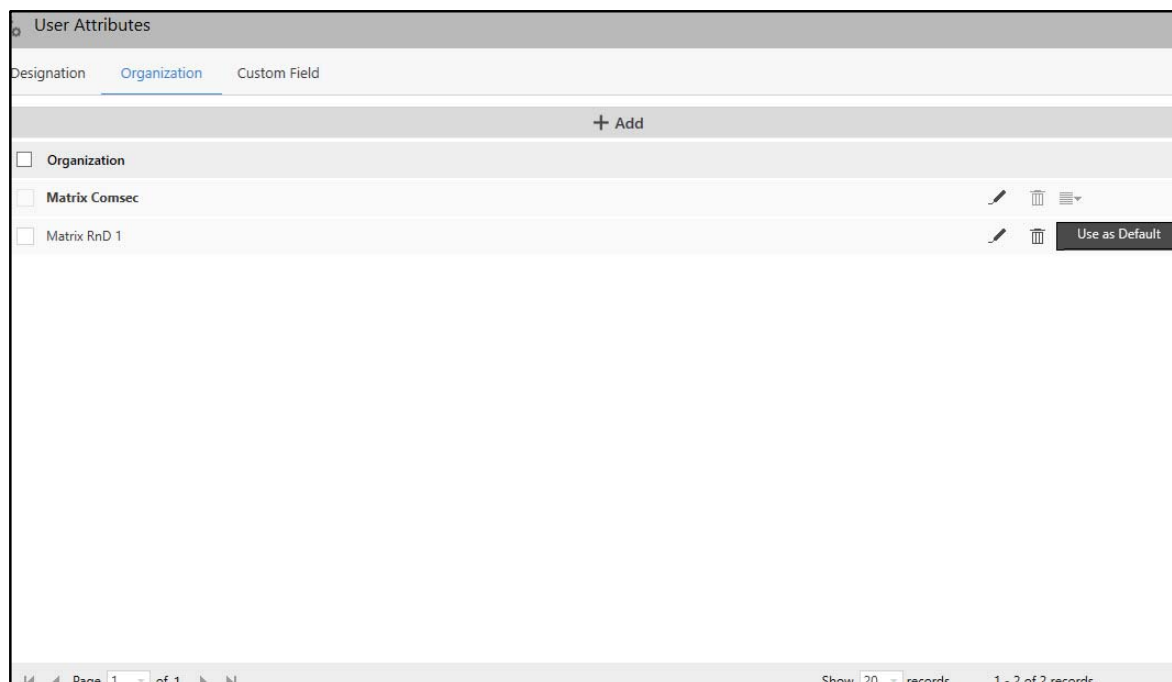 User Attributes
Designation Organization Custom Field
+ Add
Organization
Matrix Comsec
Matrix RnD 1 Use as Default
Page 1 of 1 Show 20 records 1 - 2 of 2 records